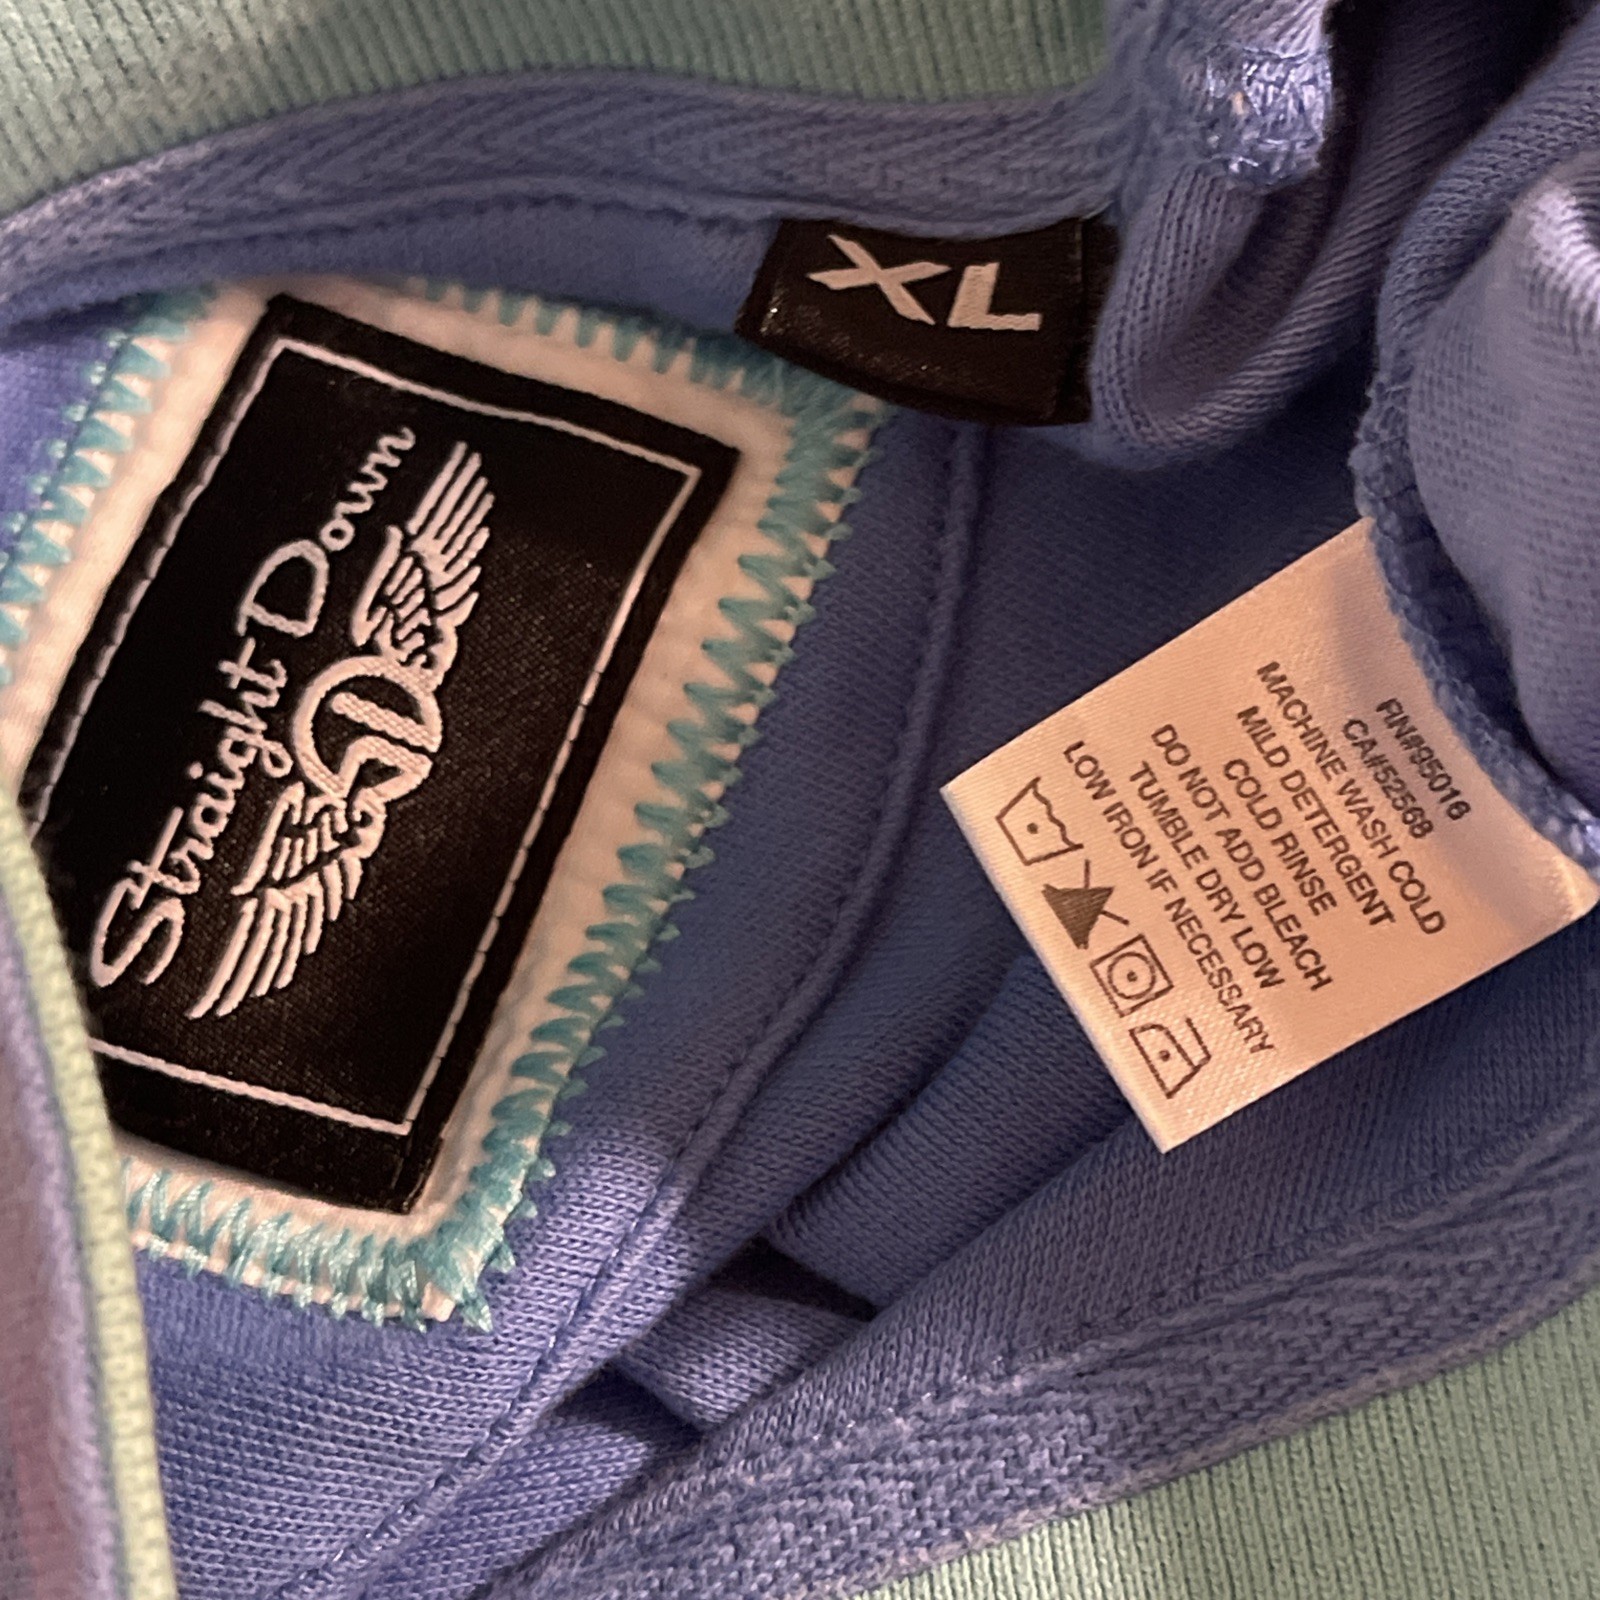 Straight Down
XL
RN#95016
CA#52568
MACHINE WASH COLD
MILD DETERGENT
COLD RINSE
DO NOT ADD BLEACH
TUMBLE DRY LOW
LOW IRON IF NECESSARY